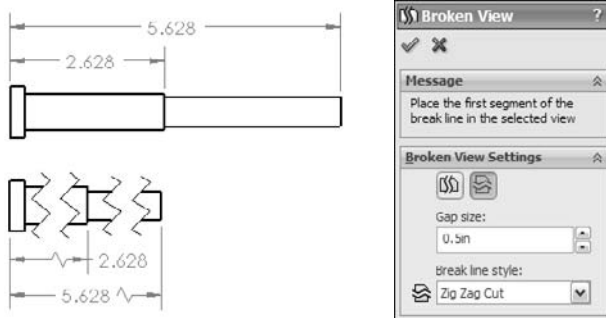 5.628
2.628
2.628
5.628
Broken View ?
Message
Place the first segment of the
break line in the selected view
Broken View Settings
Gap size:
0.5in
Break line style:
Zig Zag Cut